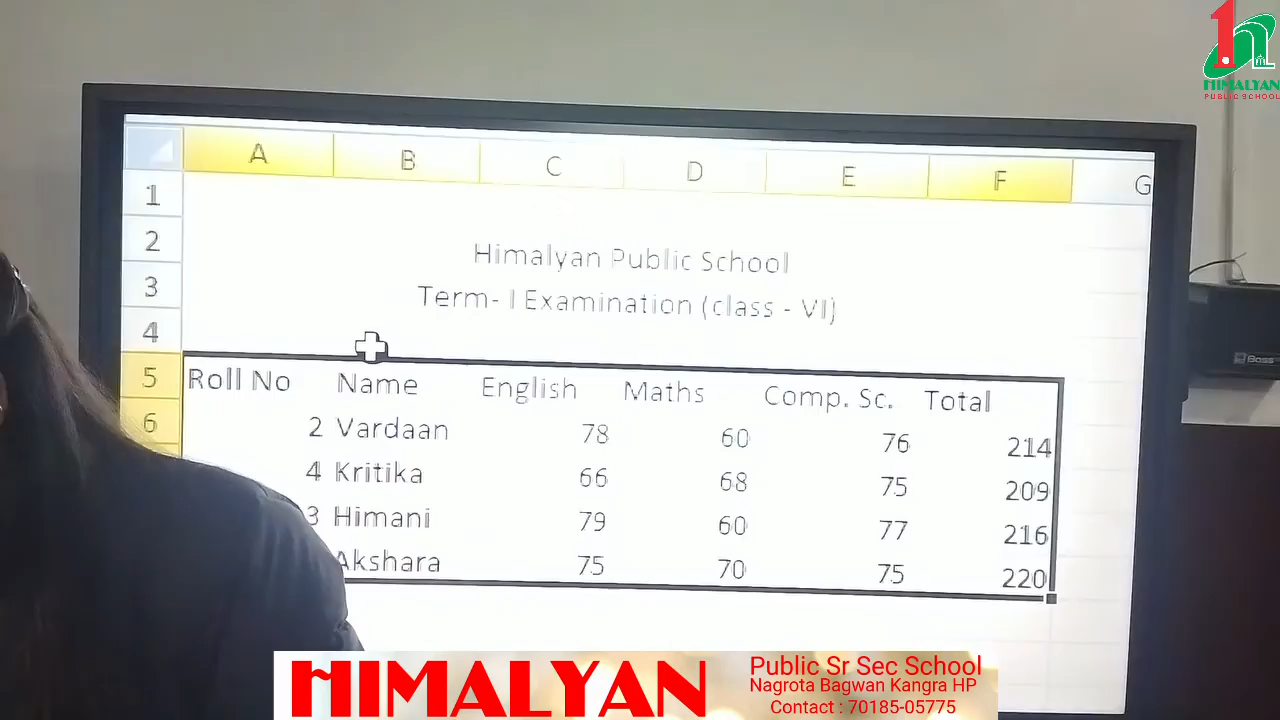 HIMALYAN
PUBLIC SCHOOL
A B C D E F G
1
2 Himalyan Public School
3 Term- I Examination (class - VI)
4
5 Roll No Name English Maths Comp. Sc. Total
6 2 Vardaan 78 60 76 214
4 Kritika 66 68 75 209
3 Himani 79 60 77 216
Akshara 75 70 75 220
Boss
HIMALYAN
Public Sr Sec School
Nagrota Bagwan Kangra HP
Contact : 70185-05775